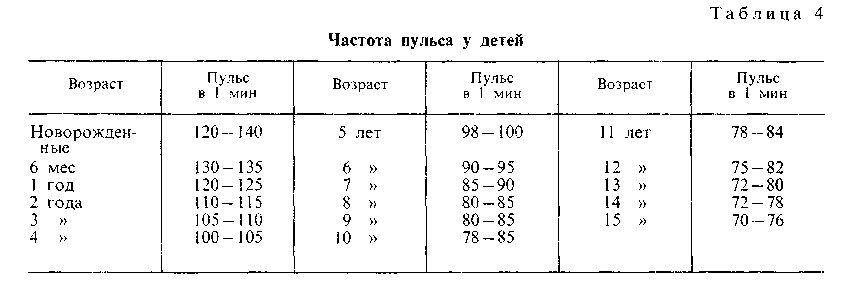 Таблица 4
Частота пульса у детей
Возраст Пульс в 1 мин Возраст Пульс в 1 мин Возраст Пульс в 1 мин
Новорожден- 120—140 5 лет 98—100 11 лет 78—84
ные
6 мес 130—135 6 » 90—95 12 » 75—82
1 год 120—125 7 » 85—90 13 » 72—80
2 года 110—115 8 » 80—85 14 » 72—78
3 » 105—110 9 » 80—85 15 » 70—76
4 » 100—105 10 » 78—85